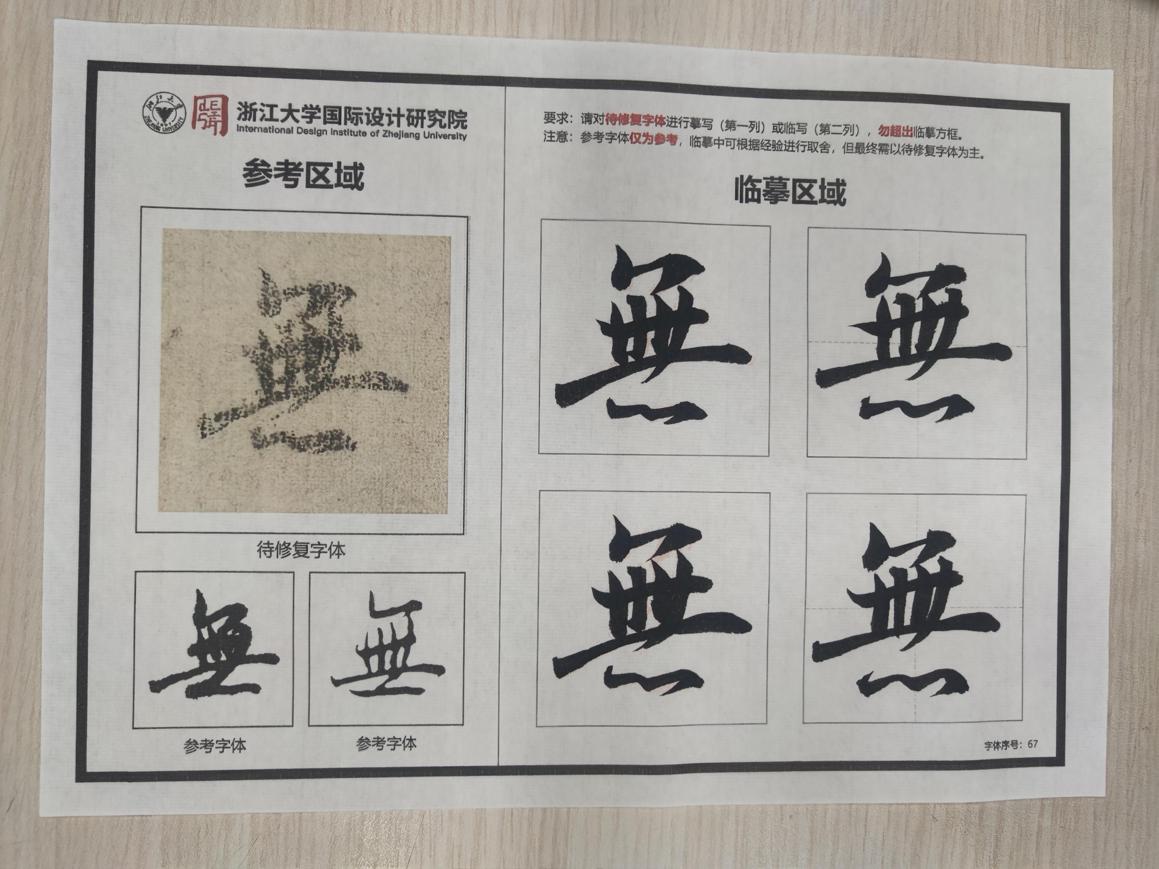 浙江大学国际设计研究院
International Design Institute of Zhejiang University
参考区域
無
待修复字体
無 無
参考字体 参考字体
要求：请对待修复字体进行摹写（第一列）或临写（第二列），勿超出临摹方框。
注意：参考字体仅为参考，临摹中可根据经验进行取舍，但最终需以待修复字体为主。
临摹区域
無 無
無 無
字体序号：67